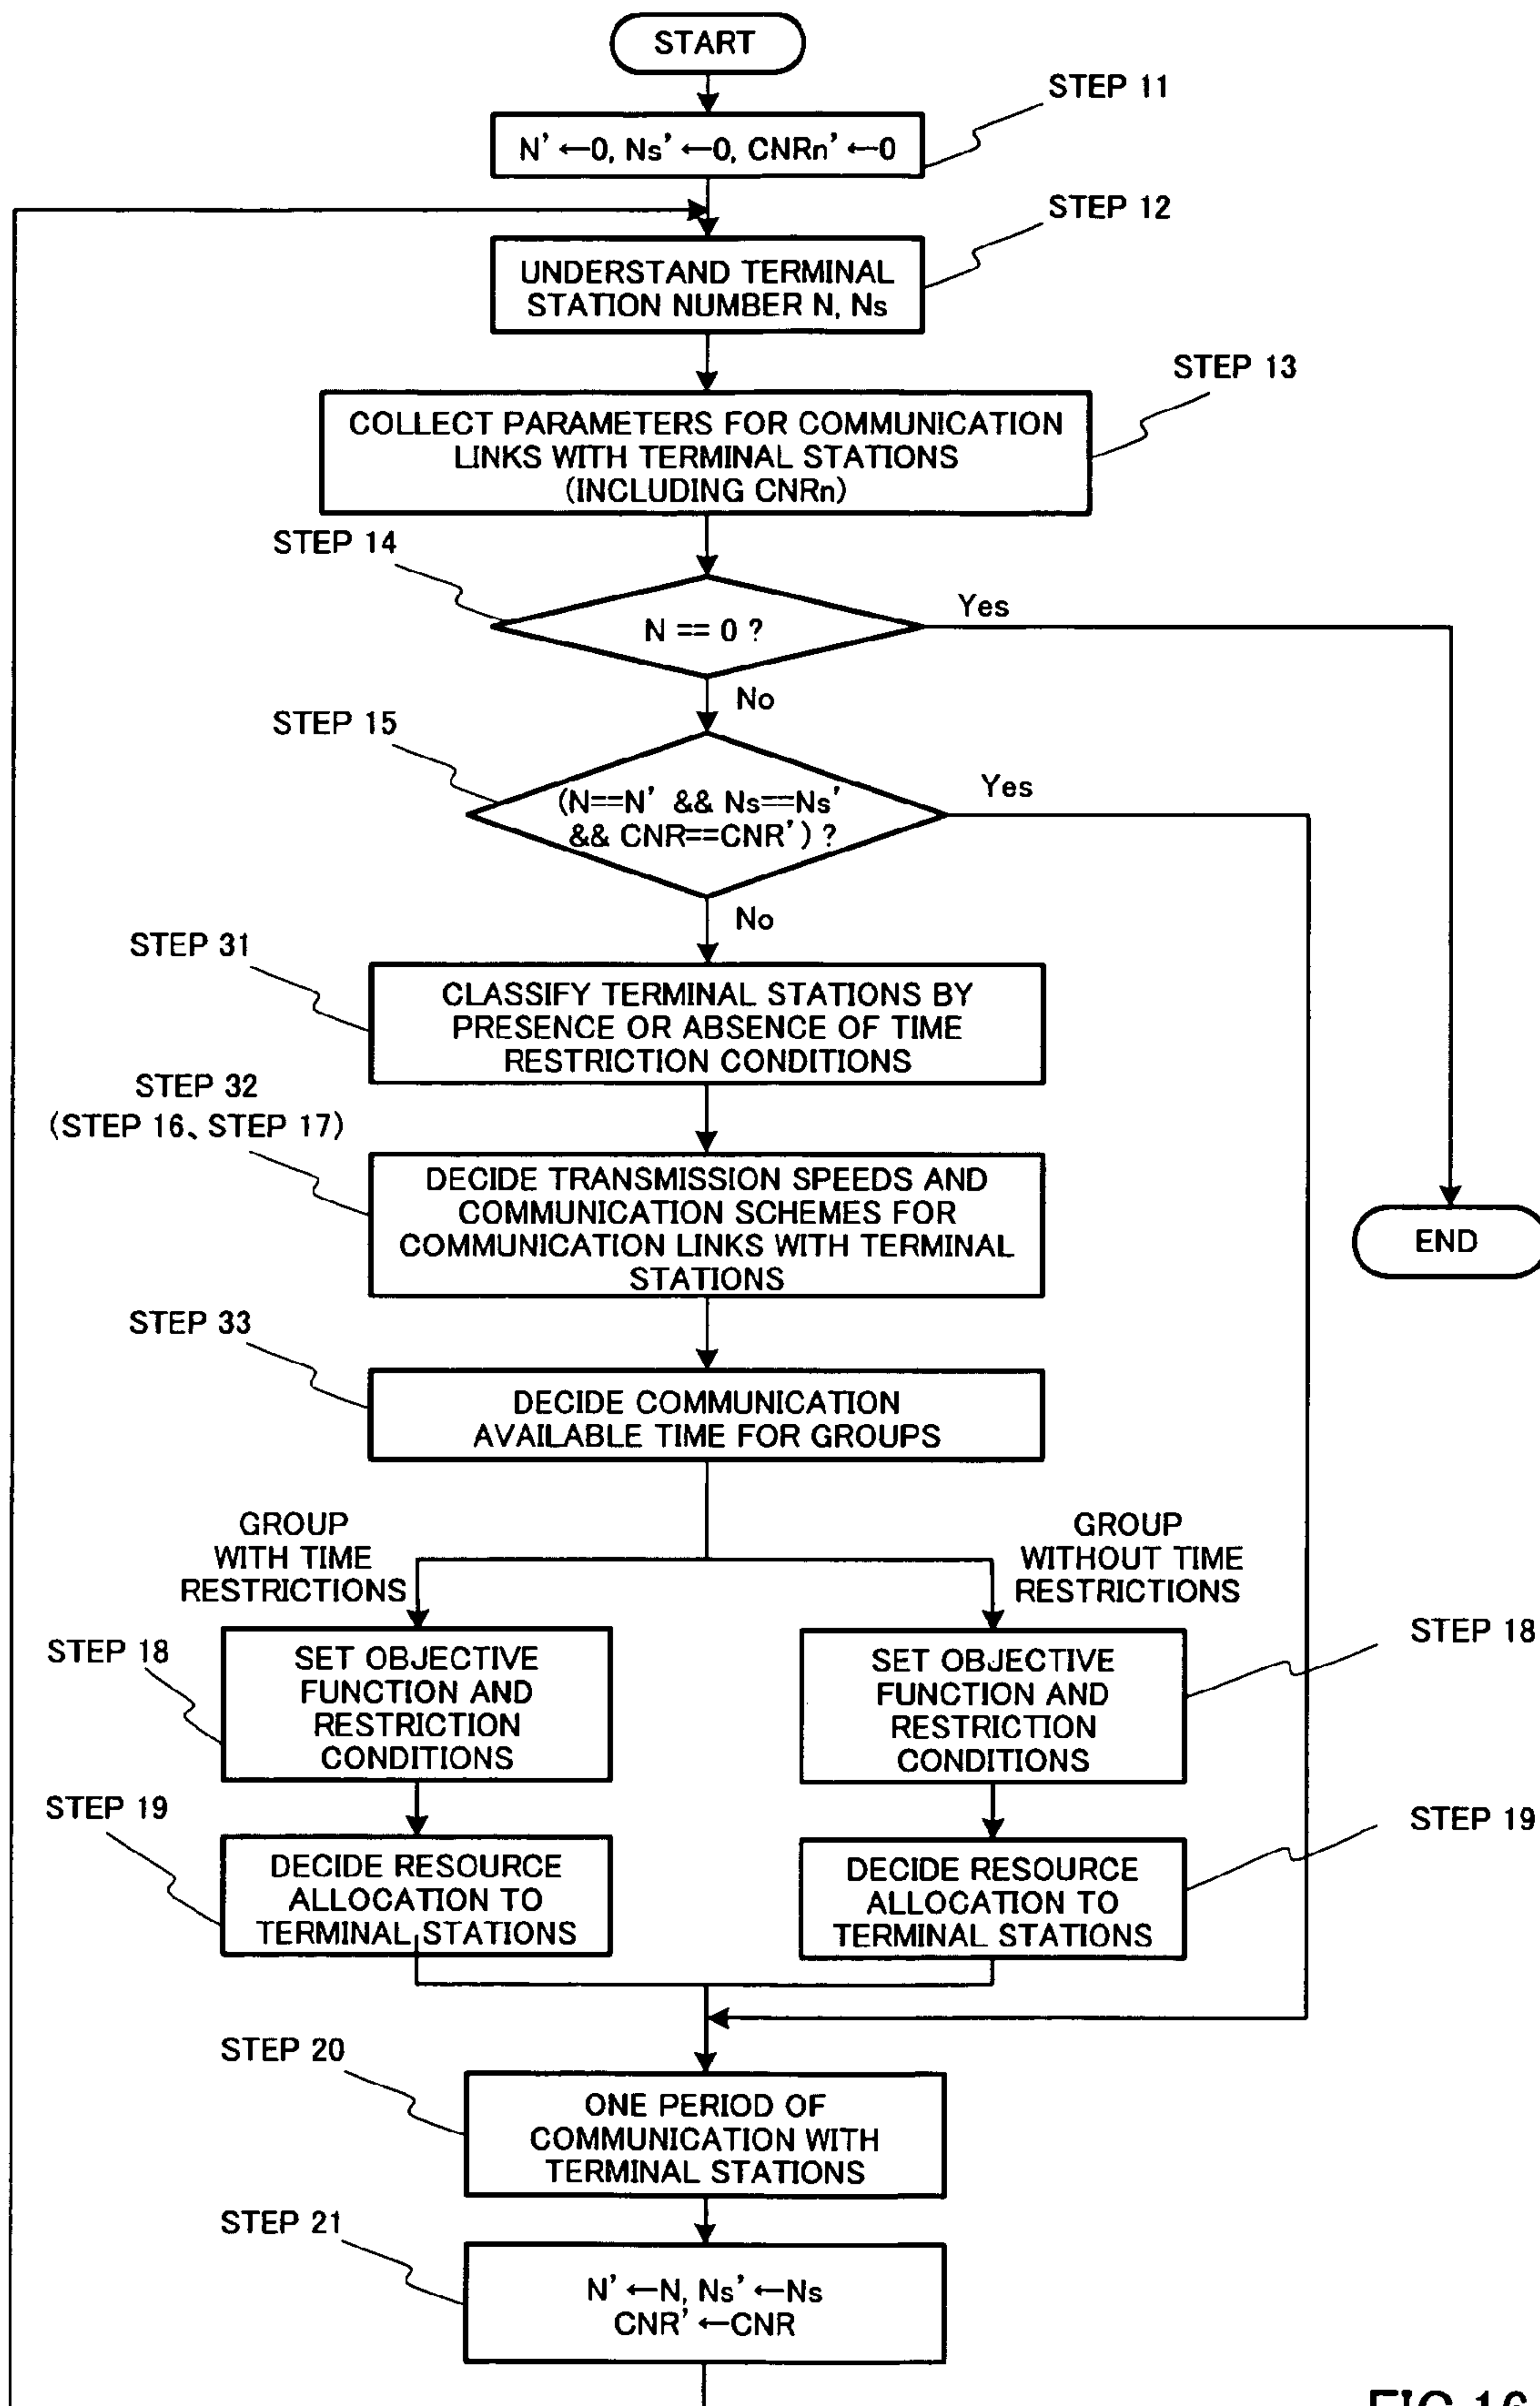 START
STEP 11
N' ←0, Ns' ←0, CNRn' ←0
STEP 12
UNDERSTAND TERMINAL
STATION NUMBER N, Ns
STEP 13
COLLECT PARAMETERS FOR COMMUNICATION
LINKS WITH TERMINAL STATIONS
(INCLUDING CNRn)
STEP 14
N == 0 ?
Yes
No
STEP 15
(N==N' && Ns==Ns'
&& CNR==CNR') ?
Yes
No
STEP 31
CLASSIFY TERMINAL STATIONS BY
PRESENCE OR ABSENCE OF TIME
RESTRICTION CONDITIONS
STEP 32
(STEP 16、STEP 17)
DECIDE TRANSMISSION SPEEDS AND
COMMUNICATION SCHEMES FOR
COMMUNICATION LINKS WITH TERMINAL
STATIONS
END
STEP 33
DECIDE COMMUNICATION
AVAILABLE TIME FOR GROUPS
GROUP
WITH TIME
RESTRICTIONS
GROUP
WITHOUT TIME
RESTRICTIONS
STEP 18
SET OBJECTIVE
FUNCTION AND
RESTRICTION
CONDITIONS
SET OBJECTIVE
FUNCTION AND
RESTRICTION
CONDITIONS
STEP 18
STEP 19
DECIDE RESOURCE
ALLOCATION TO
TERMINAL STATIONS
DECIDE RESOURCE
ALLOCATION TO
TERMINAL STATIONS
STEP 19
STEP 20
ONE PERIOD OF
COMMUNICATION WITH
TERMINAL STATIONS
STEP 21
N' ←N, Ns' ←Ns
CNR' ←CNR
FIG.16